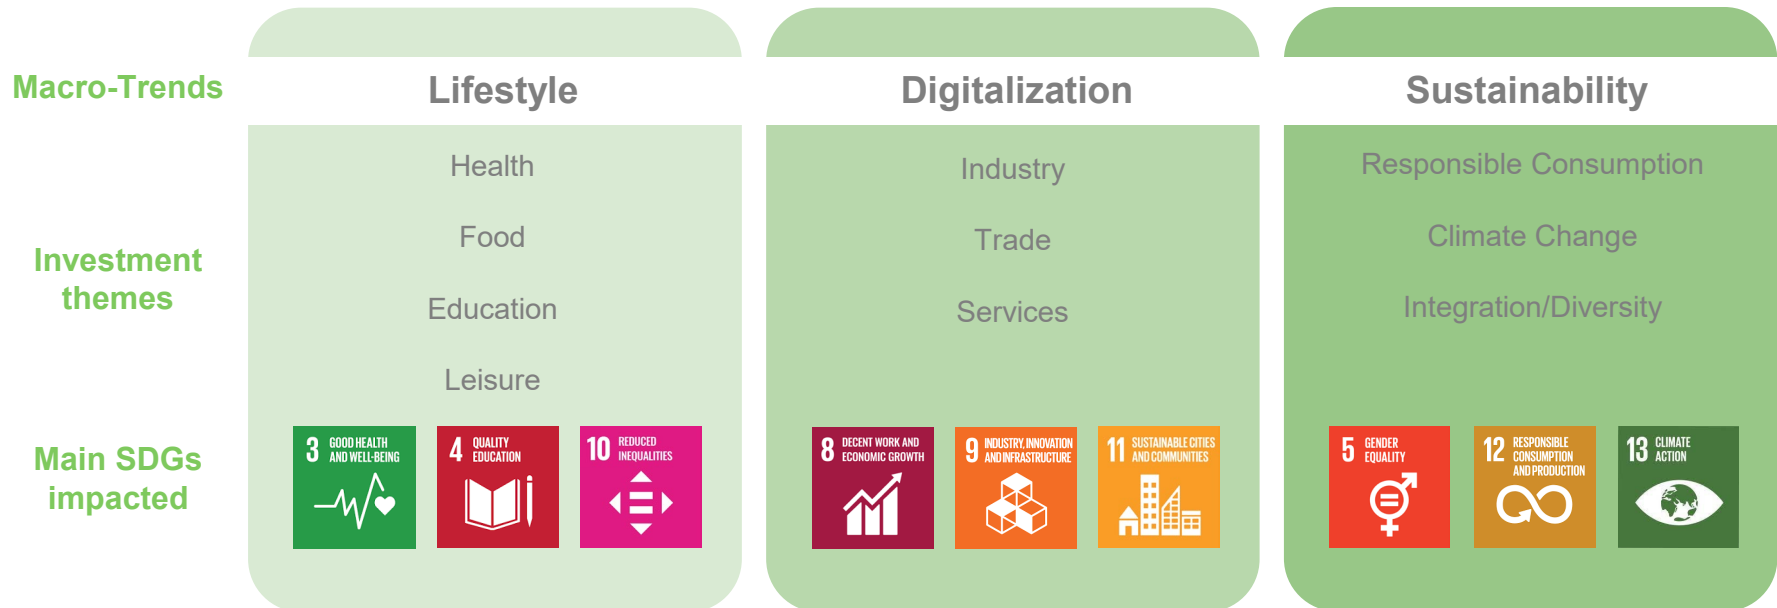 Macro-Trends
Lifestyle
Digitalization
Sustainability
Investment
themes
Health
Food
Education
Leisure
Industry
Trade
Services
Responsible Consumption
Climate Change
Integration/Diversity
Main SDGs
impacted
3 GOOD HEALTH
AND WELL-BEING
4 QUALITY
EDUCATION
10 REDUCED
INEQUALITIES
8 DECENT WORK AND
ECONOMIC GROWTH
9 INDUSTRY, INNOVATION
AND INFRASTRUCTURE
11 SUSTAINABLE CITIES
AND COMMUNITIES
5 GENDER
EQUALITY
12 RESPONSIBLE
CONSUMPTION
AND PRODUCTION
13 CLIMATE
ACTION